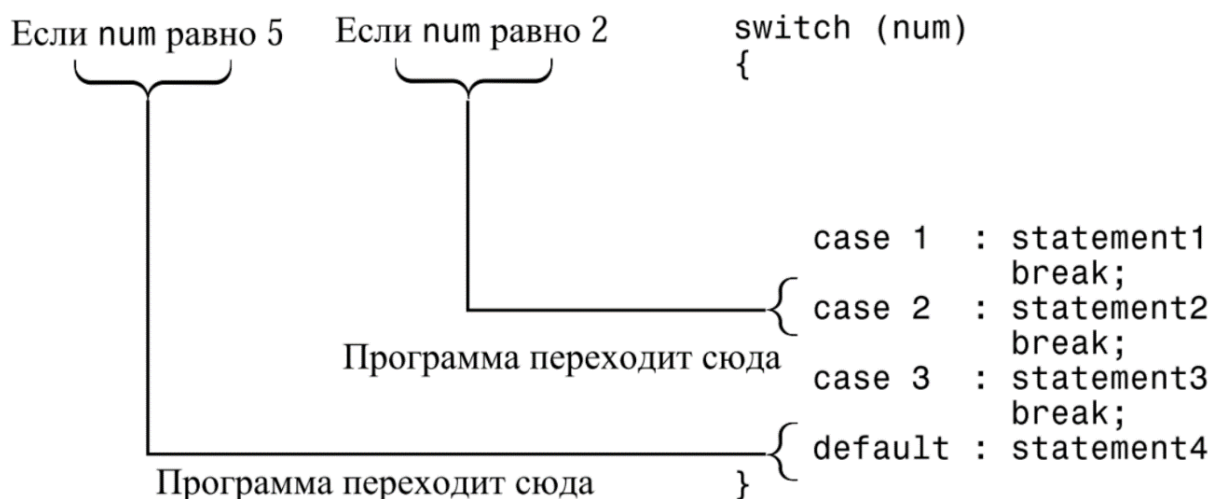 Если num равно 5
Если num равно 2
switch (num)
{
case 1 : statement1
break;
case 2 : statement2
break;
Программа переходит сюда
case 3 : statement3
break;
default : statement4
Программа переходит сюда
}